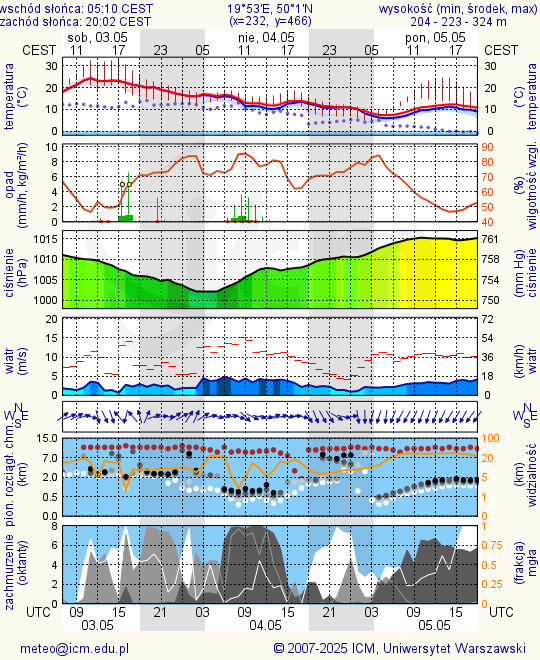 wschód słońca: 05:10 CEST 19°53'E, 50°1'N wysokość (min, środek, max)
zachód słońca: 20:02 CEST (x=232, y=466) 204 - 223 - 324 m
sob, 03.05 nie, 04.05 pon, 05.05
CEST 11 17 23 05 11 17 23 05 11 17 CEST
temperatura (°C) 30 20 10 0 30 20 10 0 (°C) temperatura
opad (mm/h, kg/m²/h) 10 8 6 4 2 0 90 80 70 60 50 40 (%) wilgotność wzgl.
ciśnienie (hPa) 1015 1010 1005 1000 761 758 754 750 (mm Hg) ciśnienie
wiatr (m/s) 20 15 10 5 0 72 54 36 18 0 (km/h) wiatr
N W E S N W E S
pion. rozciągł. chm. (km) 15.0 7.0 2.0 0.5 0.0 100 20 5 1 0 (km) widzialność
zachmurzenie (oktanty) 8 6 4 2 0 1 0.75 0.5 0.25 0 (frakcja) mgła
UTC 09 15 21 03 09 15 21 03 09 15 UTC
03.05 04.05 05.05
meteo@icm.edu.pl © 2007-2025 ICM, Uniwersytet Warszawski